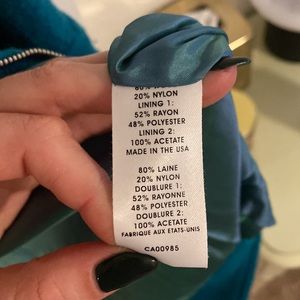 80%
20% NYLON
LINING 1:
52% RAYON
48% POLYESTER
LINING 2:
100% ACETATE
MADE IN THE USA
80% LAINE
20% NYLON
DOUBLURE 1:
52% RAYONNE
48% POLYESTER
DOUBLURE 2:
100% ACETATE
FABRIQUE AUX ETATS-UNIS
CA00985